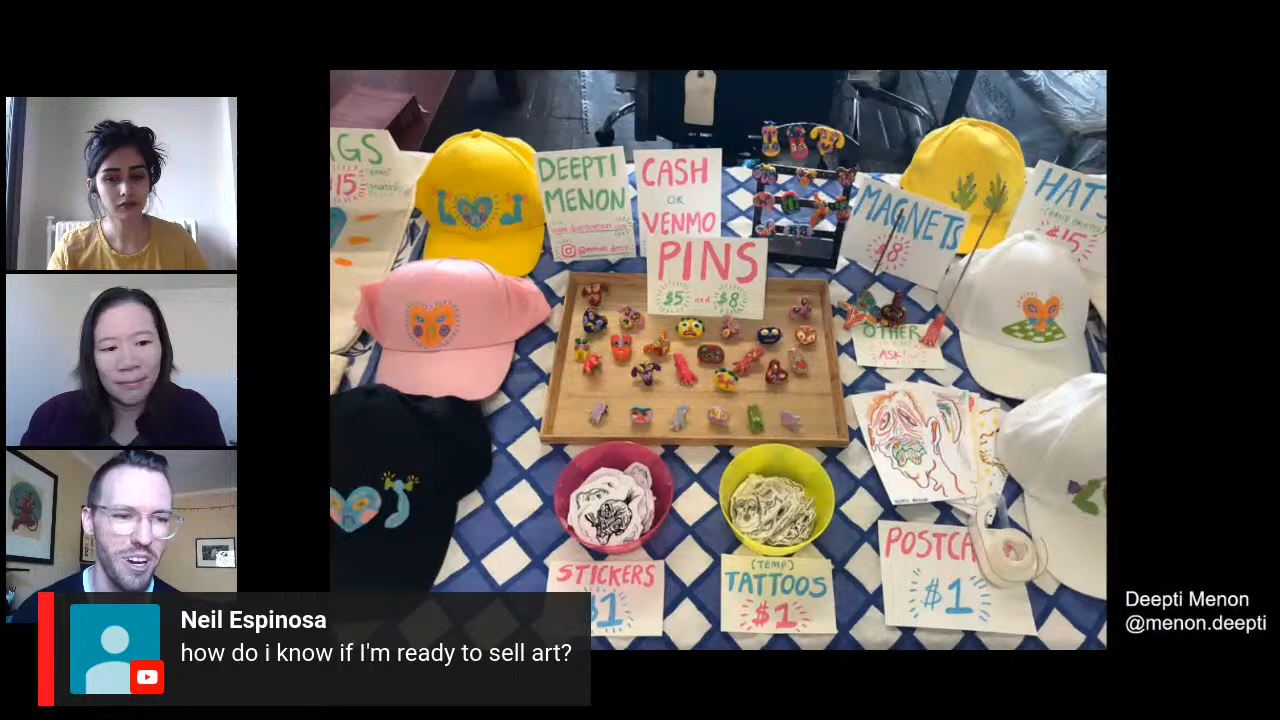 GS
$15
DEEPTI
MENON
@menon.deepti
CASH
OR
VENMO
PINS
$5 and $8
MAGNETS
$8
HATS
$15
OTHER
ASK!
STICKERS
$1
(TEMP)
TATTOOS
$1
POSTCA
$1
Deepti Menon
@menon.deepti
Neil Espinosa
how do i know if I'm ready to sell art?